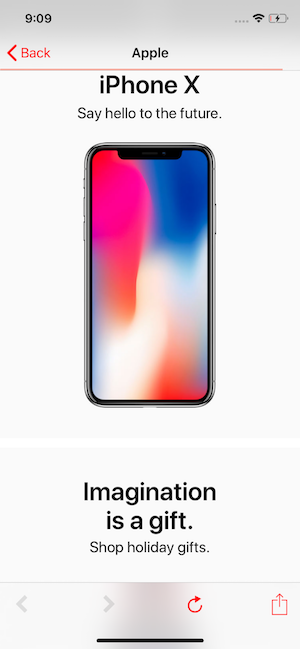 9:09
Back
Apple
iPhone X
Say hello to the future.
Imagination
is a gift.
Shop holiday gifts.